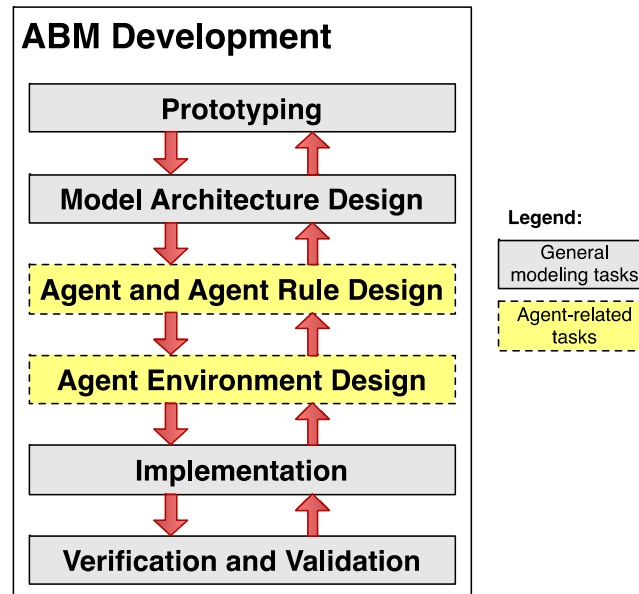 ABM Development
Prototyping
Model Architecture Design
Agent and Agent Rule Design
Agent Environment Design
Implementation
Verification and Validation
Legend:
General
modeling tasks
Agent-related
tasks